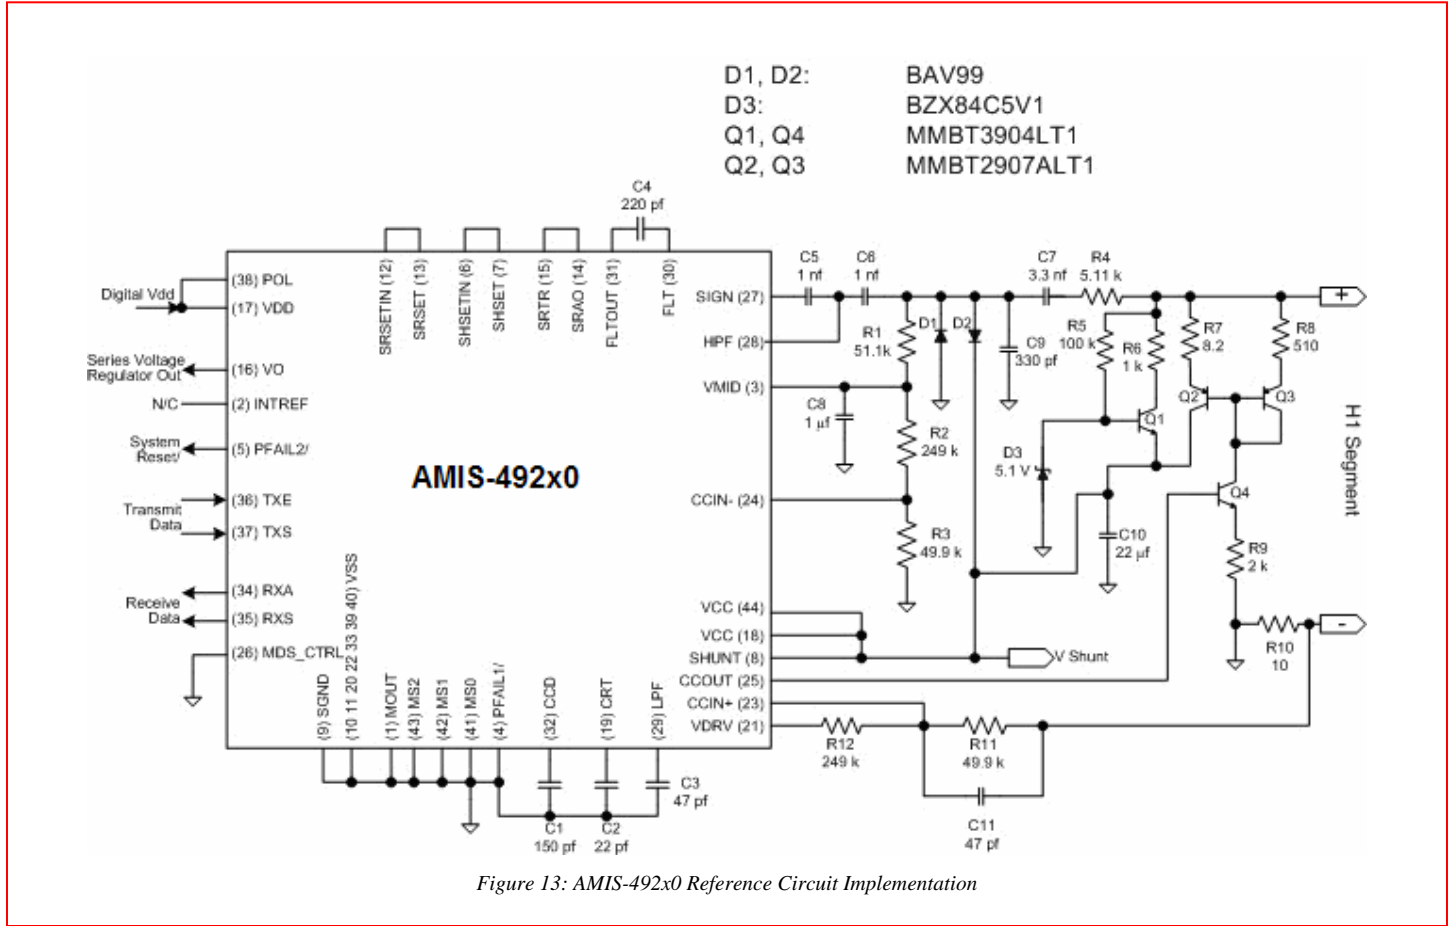 D1, D2: BAV99
D3: BZX84C5V1
Q1, Q4 MMBT3904LT1
Q2, Q3 MMBT2907ALT1
C4
220 pf
SRSETIN (12)
SRSET (13)
SHSETIN (6)
SHSET (7)
SRTR (15)
SRAO (14)
FLTOUT (31)
FLT (30)
Digital Vdd
(38) POL
(17) VDD
Series Voltage
Regulator Out
(16) VO
N/C
(2) INTREF
System
Reset/
(5) PFAIL2/
(36) TXE
Transmit
Data
(37) TXS
(34) RXA
Receive
Data
(35) RXS
(26) MDS_CTRL
AMIS-492x0
(9) SGND
(10 11 20 22 33 39 40) VSS
(1) MOUT
(43) MS2
(42) MS1
(41) MS0
(4) PFAIL1/
(32) CCD
(19) CRT
(29) LPF
C1
150 pf
C2
22 pf
C3
47 pf
SIGN (27)
HPF (28)
VMID (3)
CCIN- (24)
VCC (44)
VCC (18)
SHUNT (8)
CCOUT (25)
CCIN+ (23)
VDRV (21)
C5
1 nf
C6
1 nf
C7
3.3 nf
R4
5.11 k
R1
51.1k
D1
D2
C9
330 pf
R5
100 k
R6
1 k
R7
8.2
R8
510
C8
1 µf
R2
249 k
D3
5.1 V
Q1
Q2
Q3
Q4
R3
49.9 k
C10
22 µf
R9
2 k
R10
10
+
-
H1 Segment
V Shunt
R12
249 k
R11
49.9 k
C11
47 pf
Figure 13: AMIS-492x0 Reference Circuit Implementation